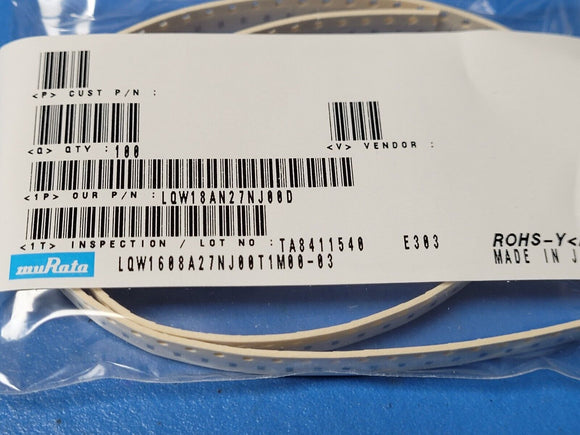 <P> CUST P/N :
<Q> QTY : 100
<V> VENDOR :
<1P> OUR P/N : LQW18AN27NJ00D
<1T> INSPECTION / LOT NO : TA8411540 E303
ROHS-Y
muRata LQW1608A27NJ00T1M00-03 MADE IN